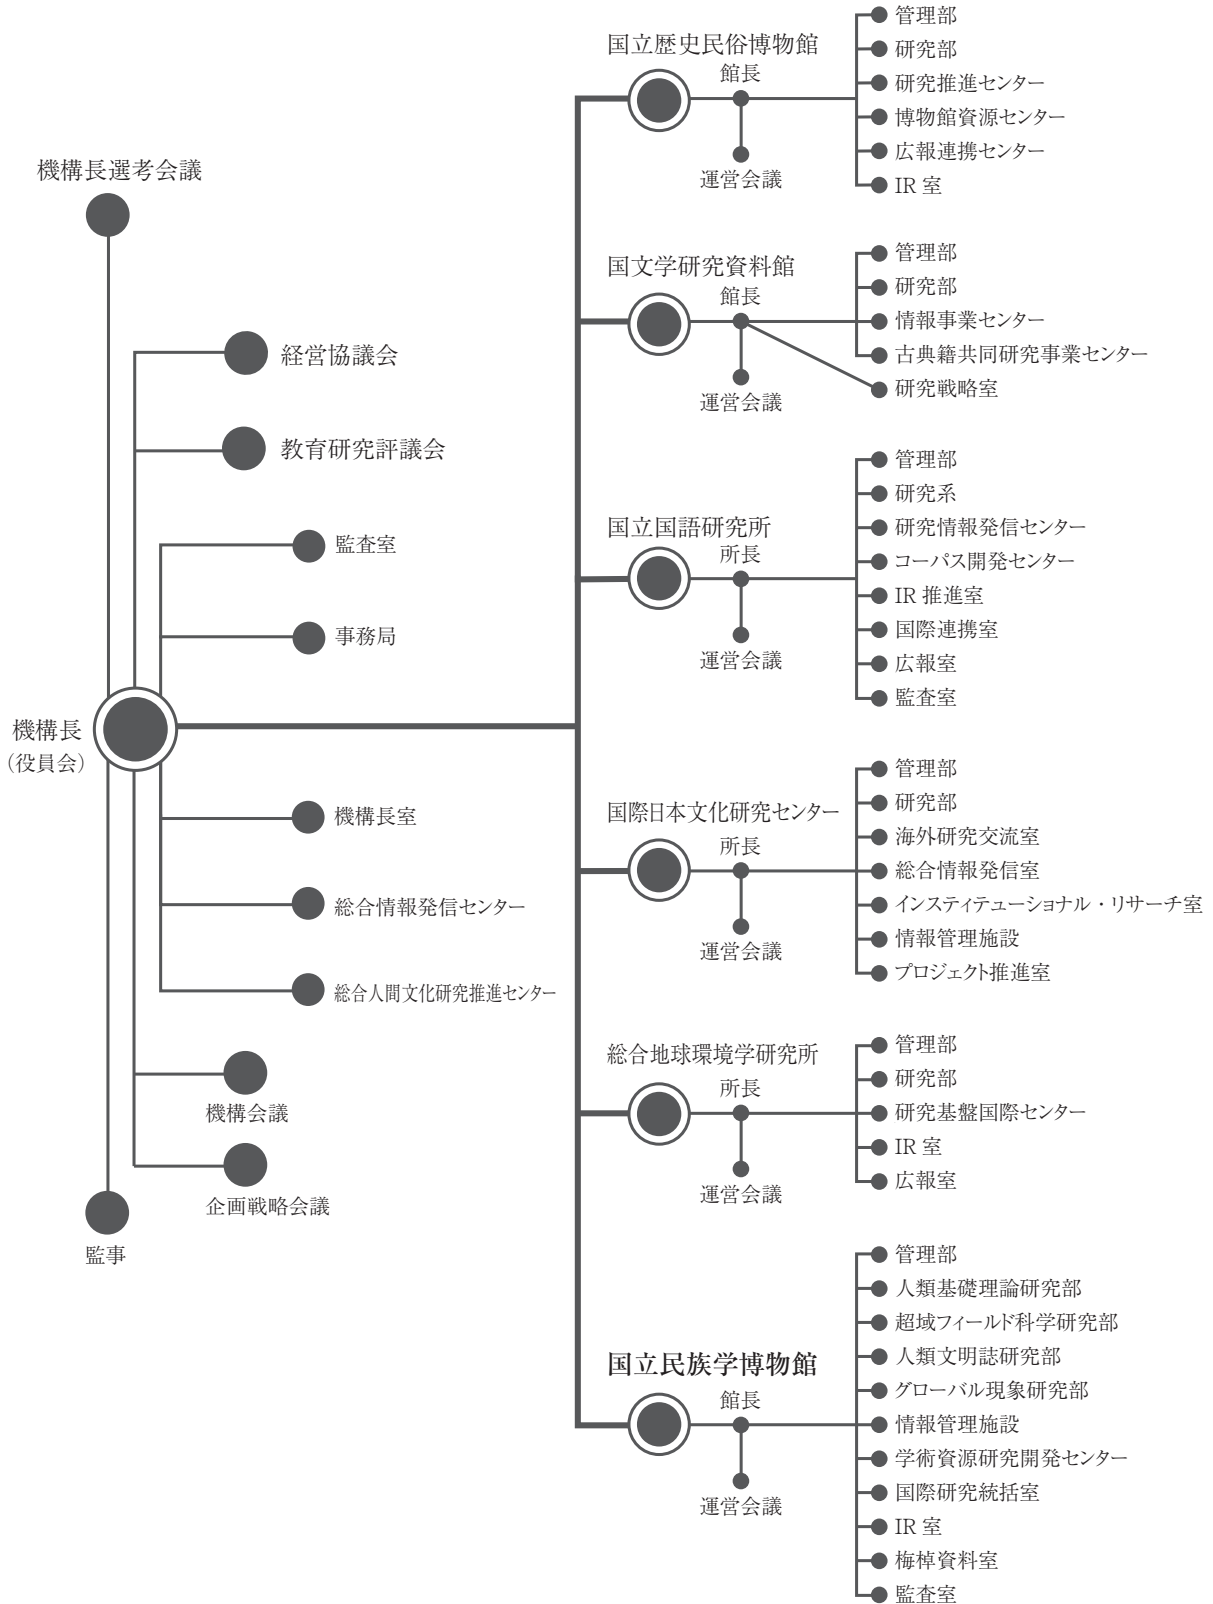 機構長選考会議
経営協議会
教育研究評議会
監査室
事務局
機構長
（役員会）
機構長室
総合情報発信センター
総合人間文化研究推進センター
機構会議
企画戦略会議
監事
国立歴史民俗博物館
館長
運営会議
管理部
研究部
研究推進センター
博物館資源センター
広報連携センター
IR 室
国文学研究資料館
館長
運営会議
管理部
研究部
情報事業センター
古典籍共同研究事業センター
研究戦略室
国立国語研究所
所長
運営会議
管理部
研究系
研究情報発信センター
コーパス開発センター
IR 推進室
国際連携室
広報室
監査室
国際日本文化研究センター
所長
運営会議
管理部
研究部
海外研究交流室
総合情報発信室
インスティテューショナル・リサーチ室
情報管理施設
プロジェクト推進室
総合地球環境学研究所
所長
運営会議
管理部
研究部
研究基盤国際センター
IR 室
広報室
国立民族学博物館
館長
運営会議
管理部
人類基礎理論研究部
超域フィールド科学研究部
人類文明誌研究部
グローバル現象研究部
情報管理施設
学術資源研究開発センター
国際研究統括室
IR 室
梅棹資料室
監査室